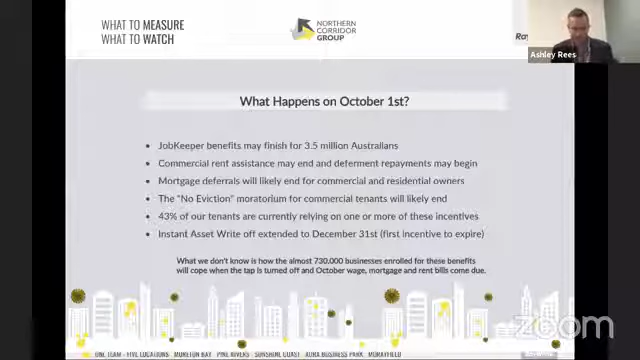 WHAT TO MEASURE
WHAT TO WATCH
NORTHERN
CORRIDOR
GROUP
Ray
Ashley Rees
What Happens on October 1st?
• JobKeeper benefits may finish for 3.5 million Australians
• Commercial rent assistance may end and deferment repayments may begin
• Mortgage deferrals will likely end for commercial and residential owners
• The "No Eviction" moratorium for commercial tenants will likely end
• 43% of our tenants are currently relying on one or more of these incentives
• Instant Asset Write off extended to December 31st (first incentive to expire)
What we don't know is how the almost 730,000 businesses enrolled for these benefits
will cope when the tap is turned off and October wage, mortgage and rent bills come due.
zoom
ONE TEAM – FIVE LOCATIONS MORETON BAY PINE RIVERS SUNSHINE COAST AURA BUSINESS PARK MORAYFIELD